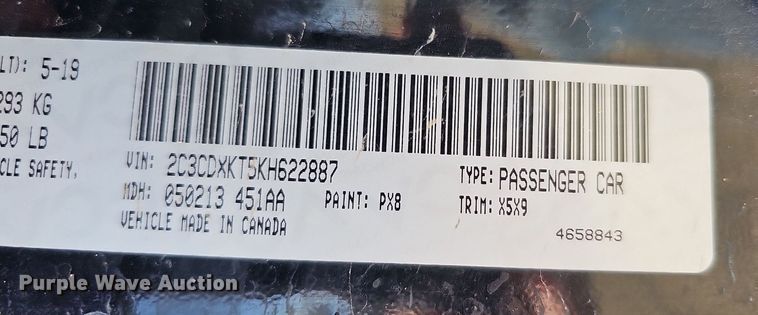 LT): 5-19
293 KG
50 LB
CLE SAFETY,
VIN: 2C3CDXKT5KH622887
TYPE: PASSENGER CAR
MDH: 050213 451AA
PAINT: PX8
TRIM: X5X9
VEHICLE MADE IN CANADA
4658843
Purple Wave Auction